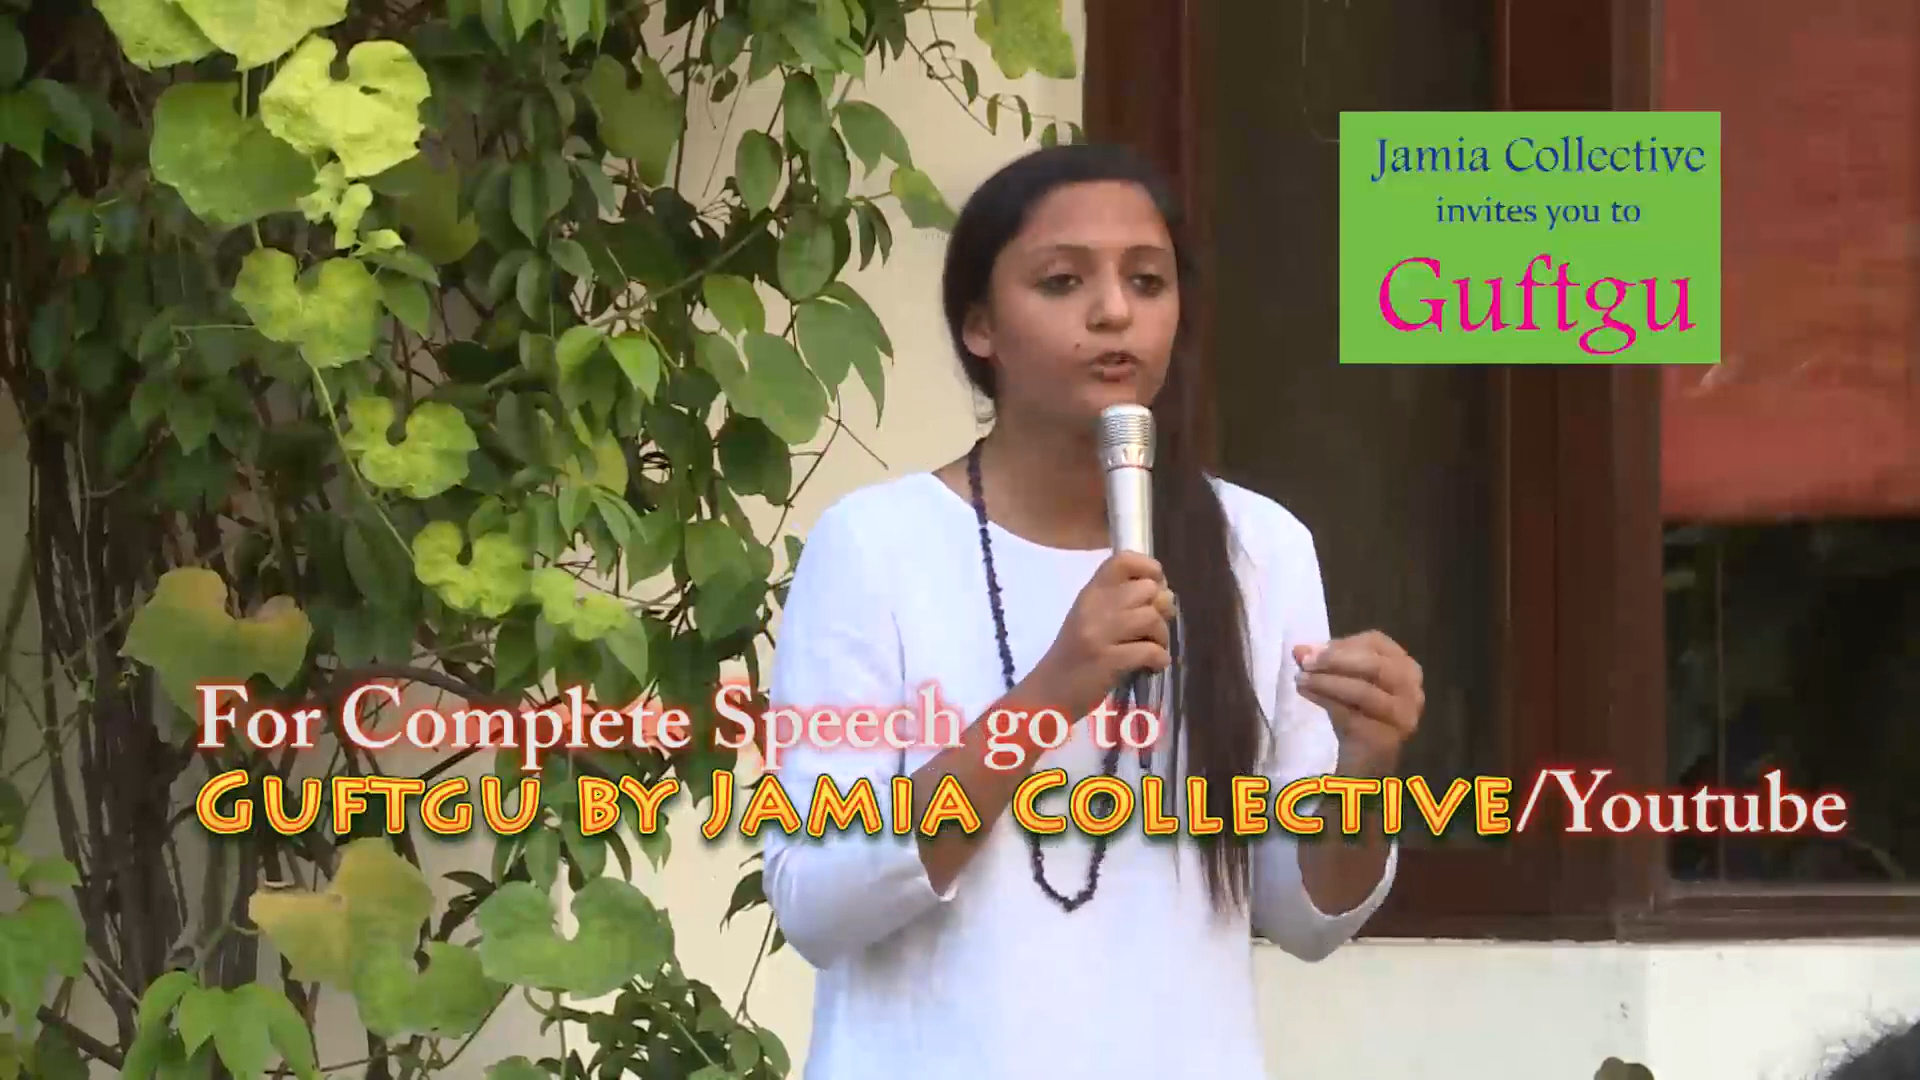 Jamia Collective
invites you to
Guftgu
For Complete Speech go to
GUFTGU BY JAMIA COLLECTIVE/Youtube